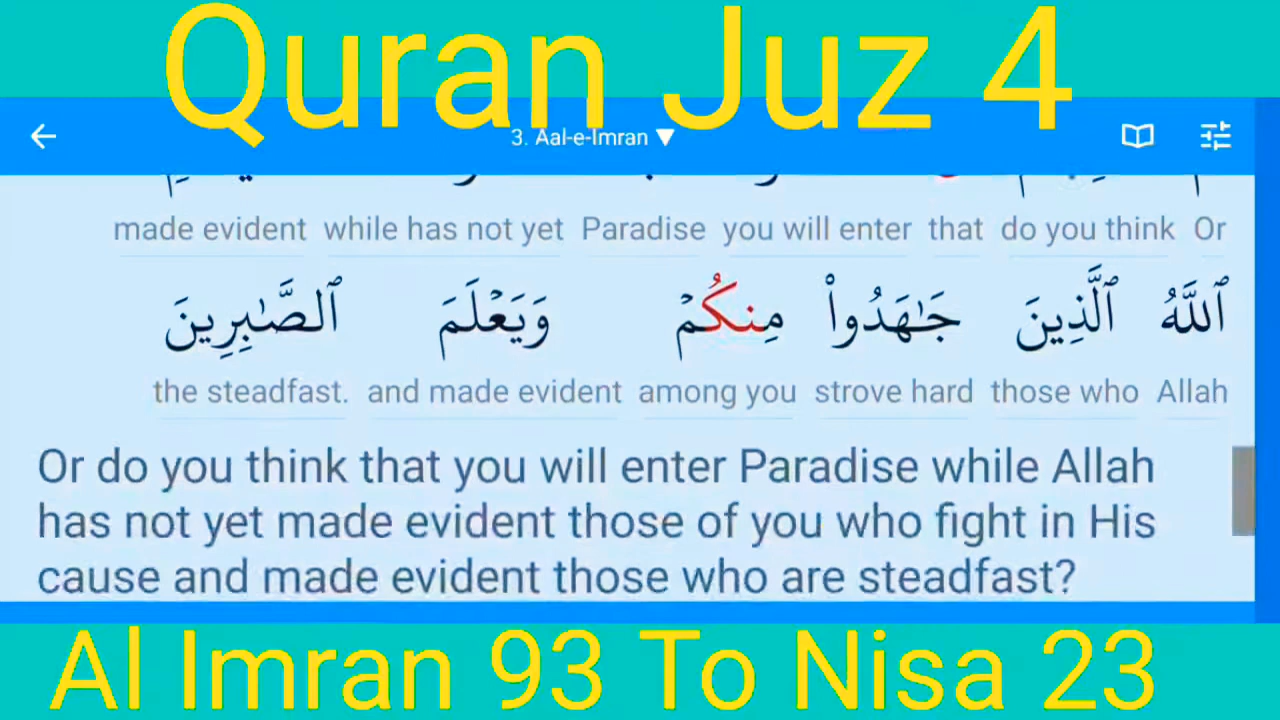 Quran Juz 4
3. Aal-e-Imran ▼
made evident while has not yet Paradise you will enter that do you think Or
ٱللَّهُ ٱلَّذِينَ جَـٰهَدُوا۟ مِنكُمْ وَيَعْلَمَ ٱلصَّـٰبِرِينَ
the steadfast. and made evident among you strove hard those who Allah
Or do you think that you will enter Paradise while Allah
has not yet made evident those of you who fight in His
cause and made evident those who are steadfast?
Al Imran 93 To Nisa 23